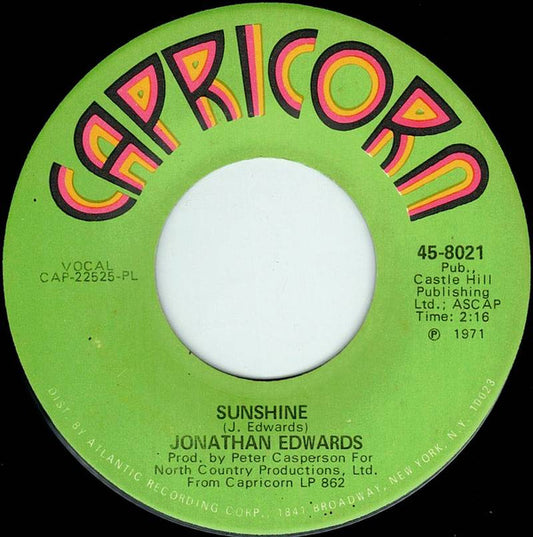 CAPRICORN
VOCAL
CAP-22525-PL
45-8021
Pub.,
Castle Hill
Publishing
Ltd.; ASCAP
Time: 2:16
Ⓟ 1971
SUNSHINE
(J. Edwards)
JONATHAN EDWARDS
Prod. by Peter Casperson For
North Country Productions, Ltd.
From Capricorn LP 862
DIST. BY ATLANTIC RECORDING CORP., 1841 BROADWAY, NEW YORK, N.Y. 10023